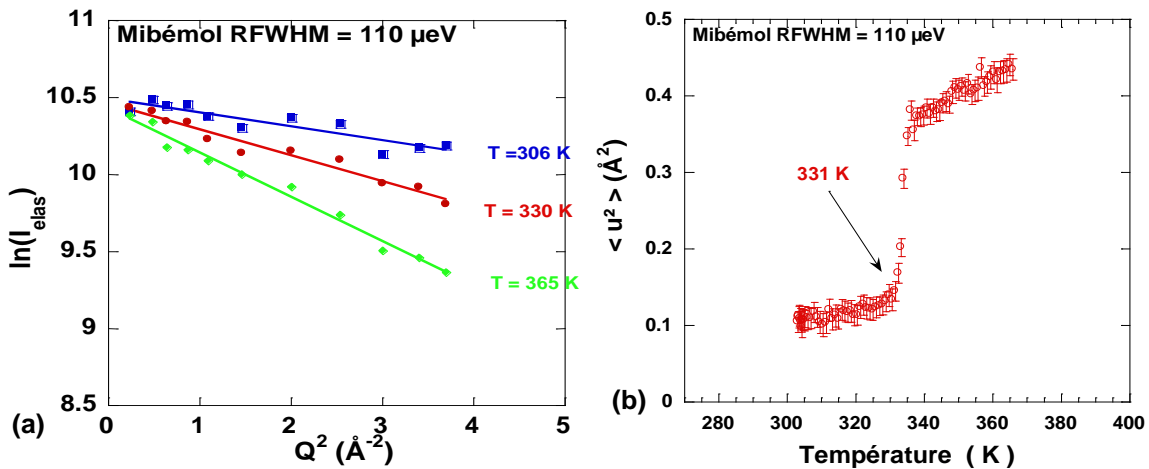 Mibémol RFWHM = 110 µeV
11
10.5
10
9.5
9
8.5
ln(I_elas)
T =306 K
T = 330 K
T = 365 K
0 1 2 3 4 5
(a)
Q² (Å⁻²)
Mibémol RFWHM = 110 µeV
0.5
0.4
0.3
0.2
0.1
0
< u² > (Å²)
331 K
280 300 320 340 360 380 400
(b)
Température ( K )